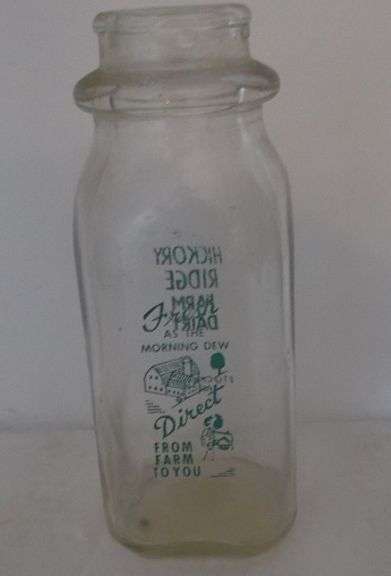 HICKORY
RIDGE
FARM
DAIRY
Fresh
AS THE
MORNING DEW
Direct
FROM
FARM
TO YOU